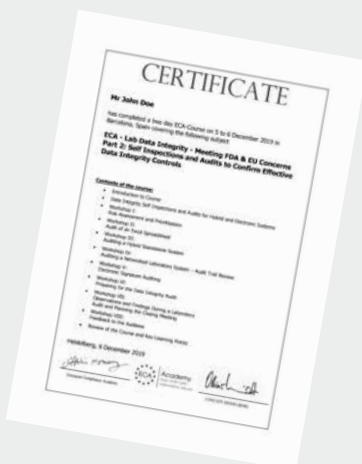 CERTIFICATE
Mr John Doe
has completed a two day ECA-Course on 5 to 6 December 2019 in
Barcelona, Spain covering the following subject:
ECA - Lab Data Integrity - Meeting FDA & EU Concerns
Part 2: Self Inspections and Audits to Confirm Effective
Data Integrity Controls
Contents of the course:
Introduction to Course
Data Integrity Self Inspections and Audits for Hybrid and Electronic Systems
Workshop I:
Risk Assessment and Prioritisation
Workshop II:
Audit of an Excel Spreadsheet
Workshop III:
Auditing a Hybrid Standalone System
Workshop IV:
Auditing a Networked Laboratory System - Audit Trail Review
Workshop V:
Electronic Signature Auditing
Workshop VI:
Preparing for the Data Integrity Audit
Workshop VII:
Observations and Findings During a Laboratory
Audit and Planning the Closing Meeting
Workshop VIII:
Feedback to the Auditees
Review of the Course and Key Learning Points
Heidelberg, 9 December 2019
ECA Academy